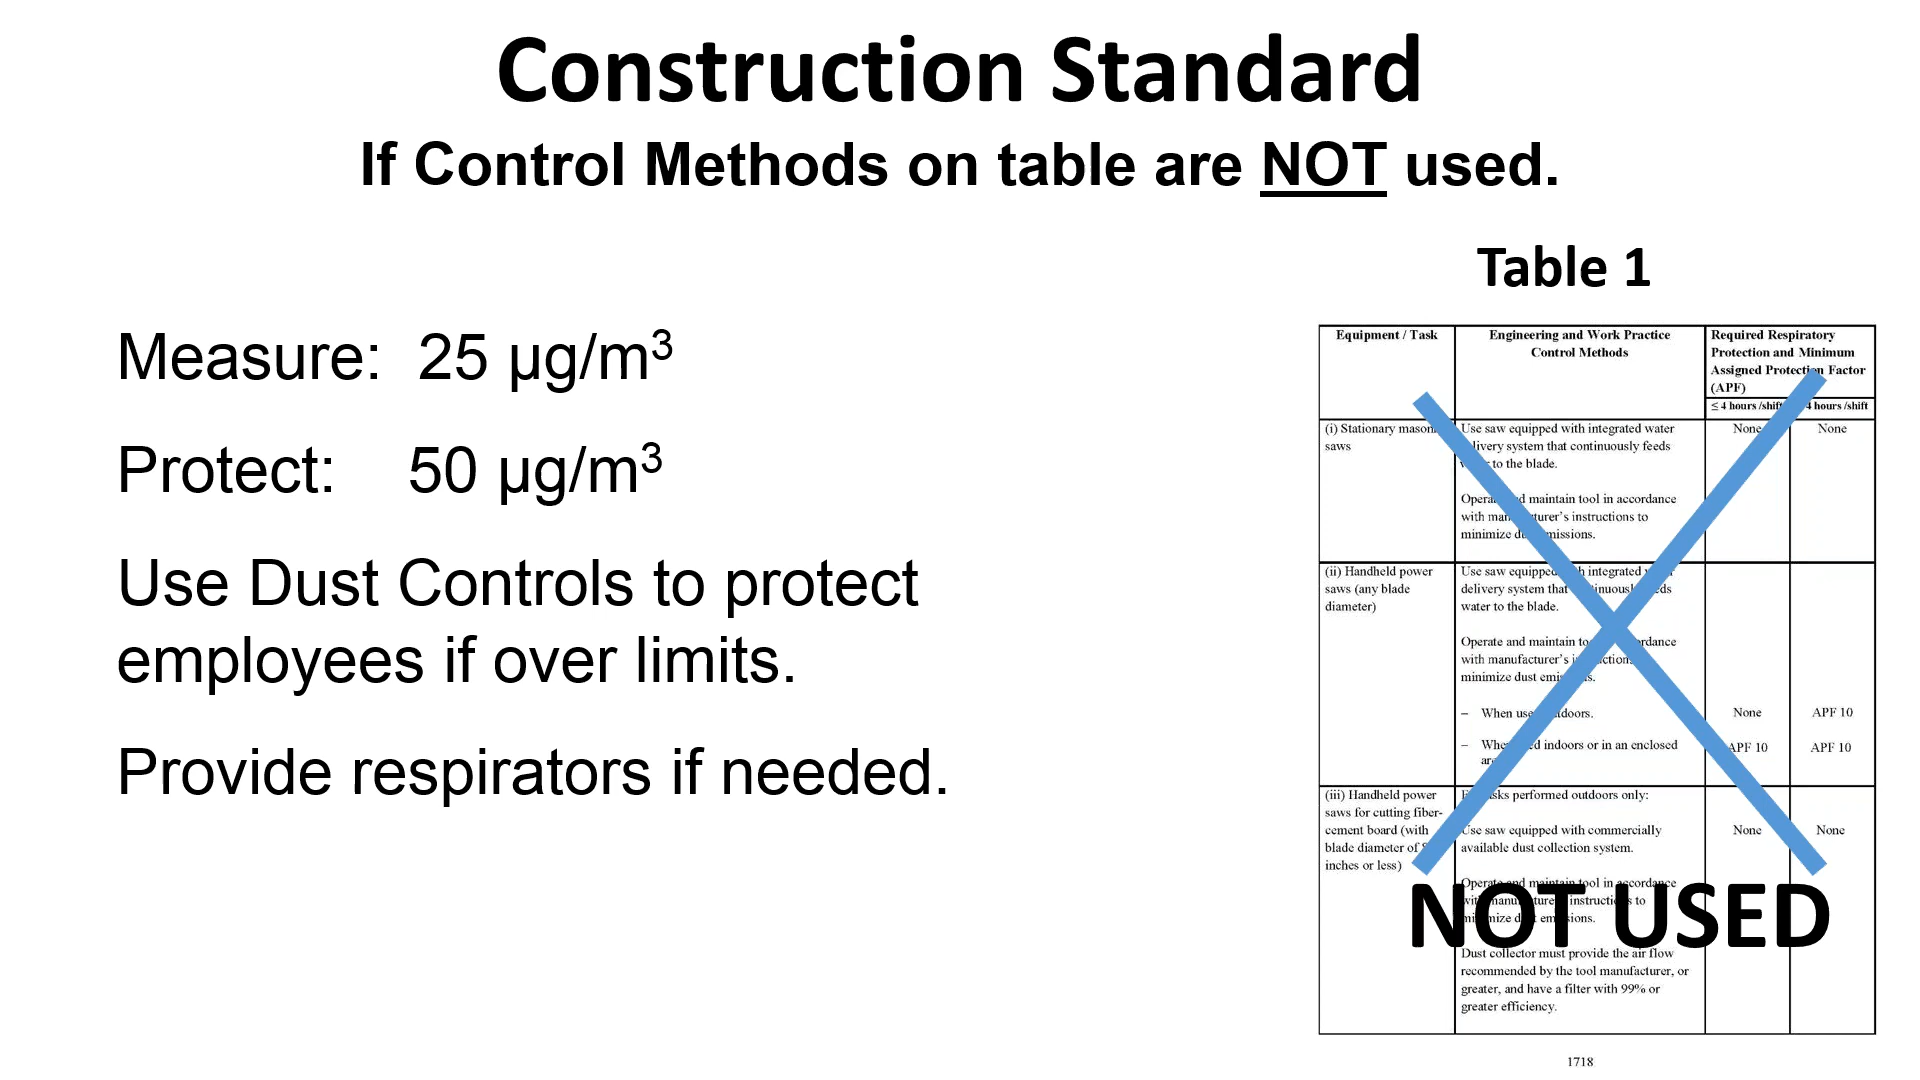 Construction Standard
If Control Methods on table are NOT used.
Measure: 25 µg/m³
Protect: 50 µg/m³
Use Dust Controls to protect
employees if over limits.
Provide respirators if needed.
Table 1
Equipment / Task
Engineering and Work Practice
Control Methods
Required Respiratory
Protection and Minimum
Assigned Protection Factor
(APF)
≤ 4 hours /shift
4 hours /shift
(i) Stationary
saws
Use saw equipped with integrated water
delivery system that continuously feeds
to the blade.
None
None
Operate and maintain tool in accordance
with manufacturer's instructions to
minimize dust emissions.
(ii) Handheld power
saws (any blade
diameter)
Use saw equipped with integrated
delivery system that continuously feeds
water to the blade.
Operate and maintain accordance
with manufacturer's
minimize dust
– When used outdoors.
None
APF 10
– When used indoors or in an enclosed
APF 10
APF 10
(iii) Handheld power
saws for cutting fiber-
cement board (with
blade diameter of
inches or less)
For tasks performed outdoors only:
Use saw equipped with commercially
available dust collection system.
None
None
Operate and maintain tool in accordance
with manufacturer's instructions to
minimize dust emissions.
Dust collector must provide the air flow
recommended by the tool manufacturer, or
greater, and have a filter with 99% or
greater efficiency.
NOT USED
1718